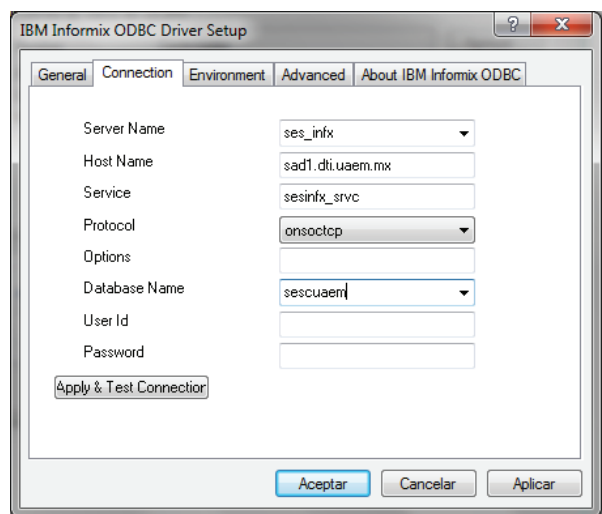 IBM Informix ODBC Driver Setup
General Connection Environment Advanced About IBM Informix ODBC
Server Name ses_infx
Host Name sad1.dti.uaem.mx
Service sesinfx_srvc
Protocol onsoctcp
Options
Database Name sescuaem
User Id
Password
Apply & Test Connection
Aceptar Cancelar Aplicar